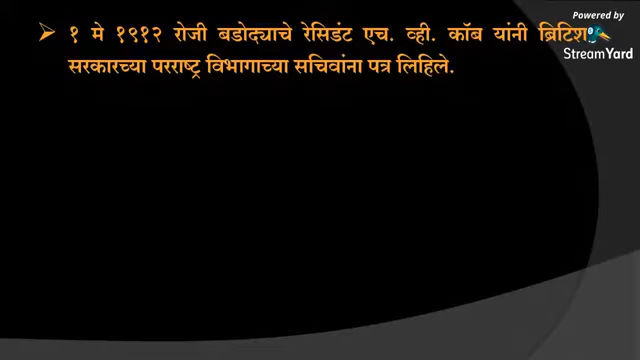 Powered by
StreamYard
➤ १ मे १९१२ रोजी बडोद्याचे रेसिडंट एच. व्ही. कॉब यांनी ब्रिटिश
सरकारच्या परराष्ट्र विभागाच्या सचिवांना पत्र लिहिले.